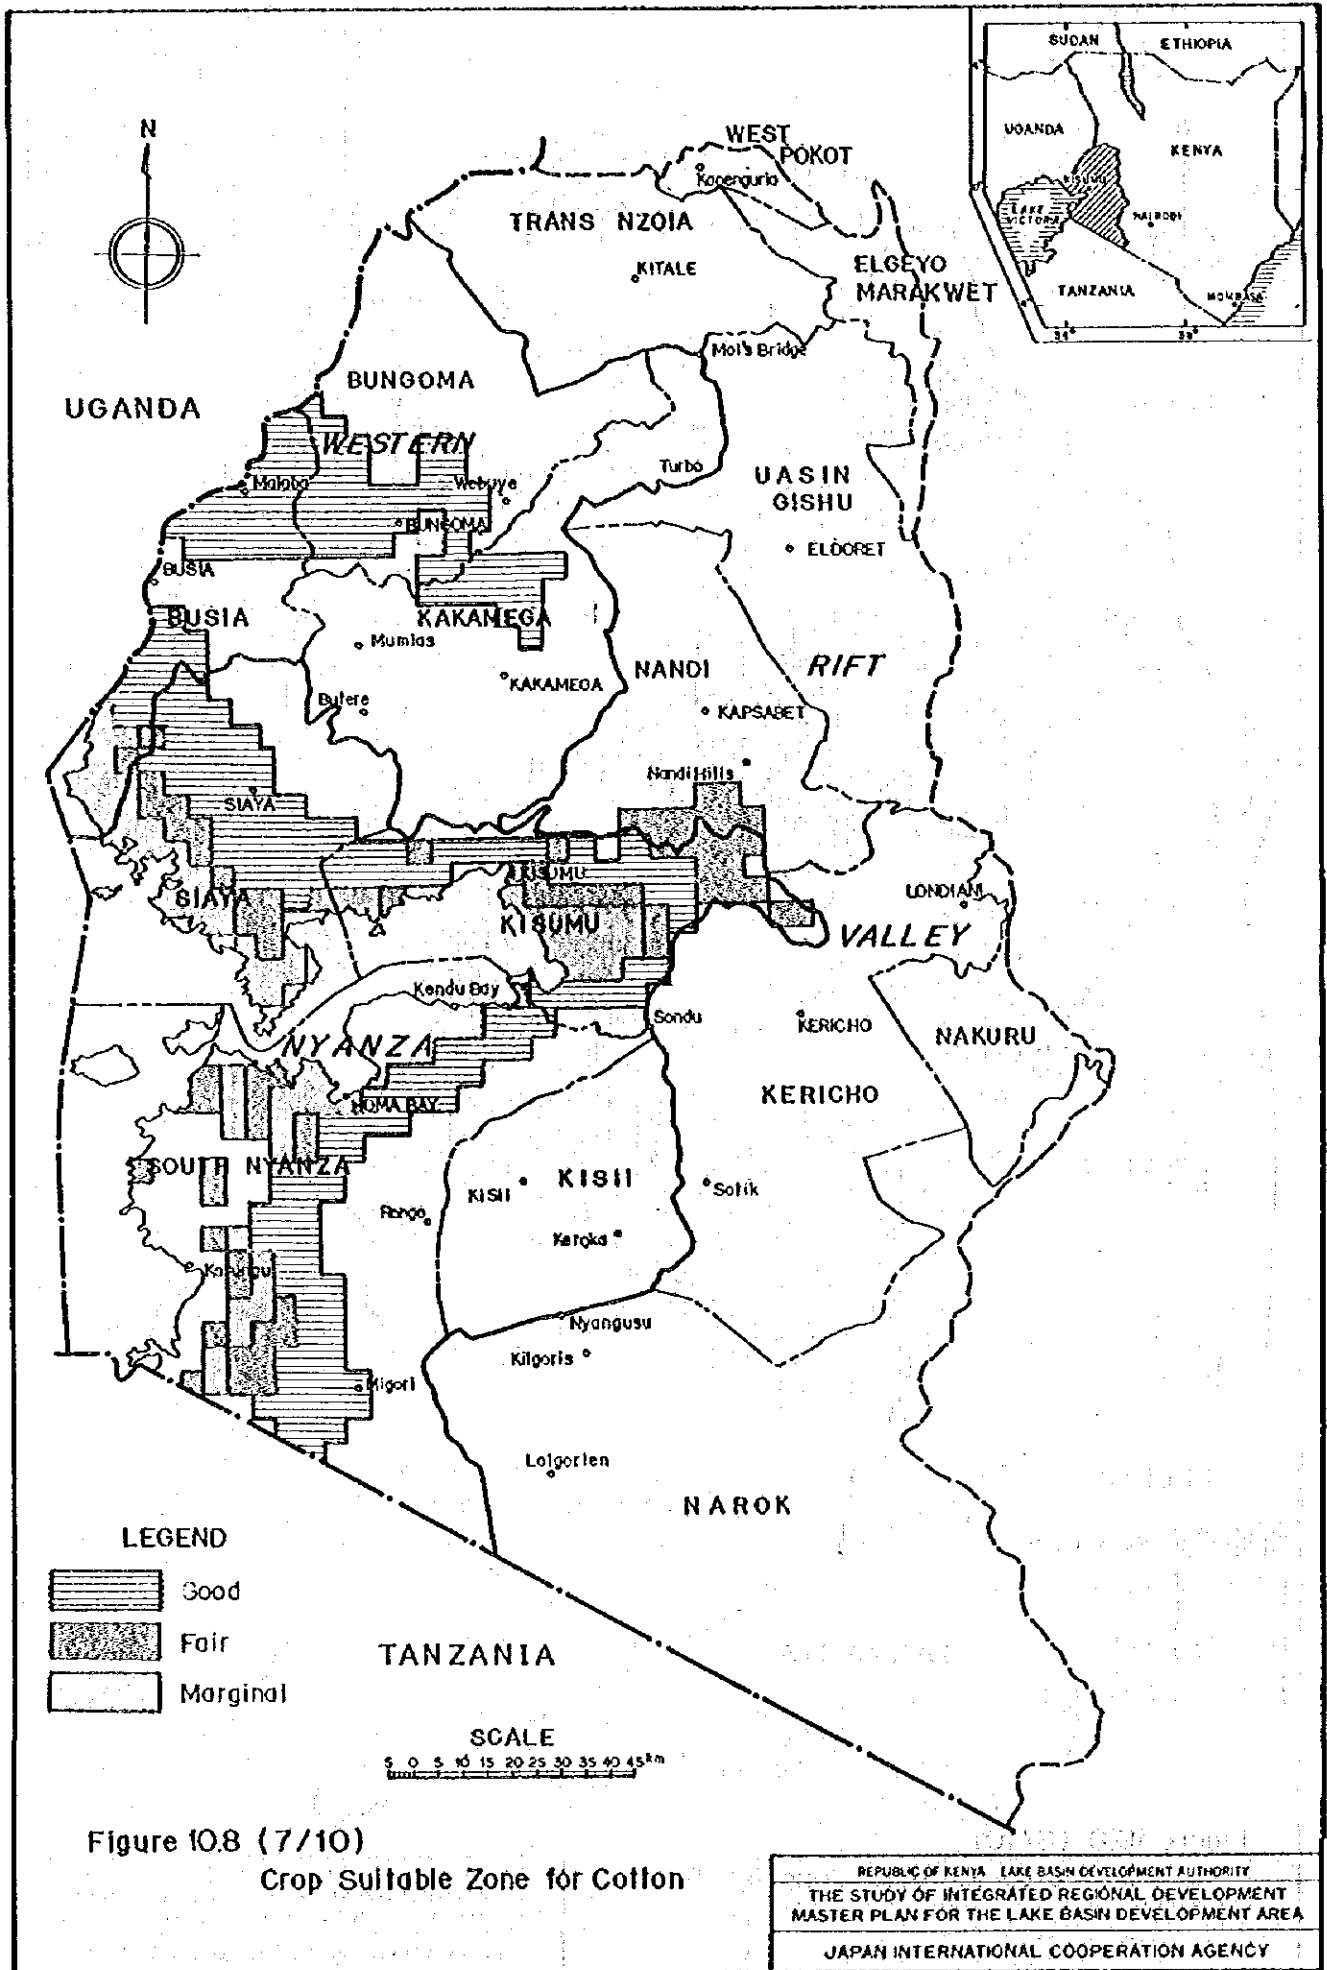 SUDAN
ETHIOPIA
UGANDA
KENYA
KISUMU
LAKE
VICTORIA
NAIROBI
TANZANIA
MOMBASA
34°
N
WEST
POKOT
Kapenguria
TRANS NZOIA
KITALE
ELGEYO
MARAKWET
Moi's Bridge
BUNGOMA
UGANDA
WESTERN
Turbo
Malaba
Webuye
UASIN
GISHU
BUNGOMA
ELDORET
BUSIA
BUSIA
KAKAMEGA
Mumias
NANDI
RIFT
KAKAMEGA
Butere
KAPSABET
Nandi Hills
SIAYA
KISUMU
SIAYA
LONDIANI
KISUMU
VALLEY
Kendu Bay
Sondu
KERICHO
NAKURU
NYANZA
KERICHO
HOMA BAY
SOUTH NYANZA
KISII
KISII
Sotik
Rongo
Keroka
Karungu
Nyangusu
Kilgoris
Migori
Lolgorien
NAROK
LEGEND
Good
Fair
Marginal
TANZANIA
SCALE
5 0 5 10 15 20 25 30 35 40 45km
Figure 10.8 (7/10)
Crop Suitable Zone for Cotton
REPUBLIC OF KENYA LAKE BASIN DEVELOPMENT AUTHORITY
THE STUDY OF INTEGRATED REGIONAL DEVELOPMENT
MASTER PLAN FOR THE LAKE BASIN DEVELOPMENT AREA
JAPAN INTERNATIONAL COOPERATION AGENCY